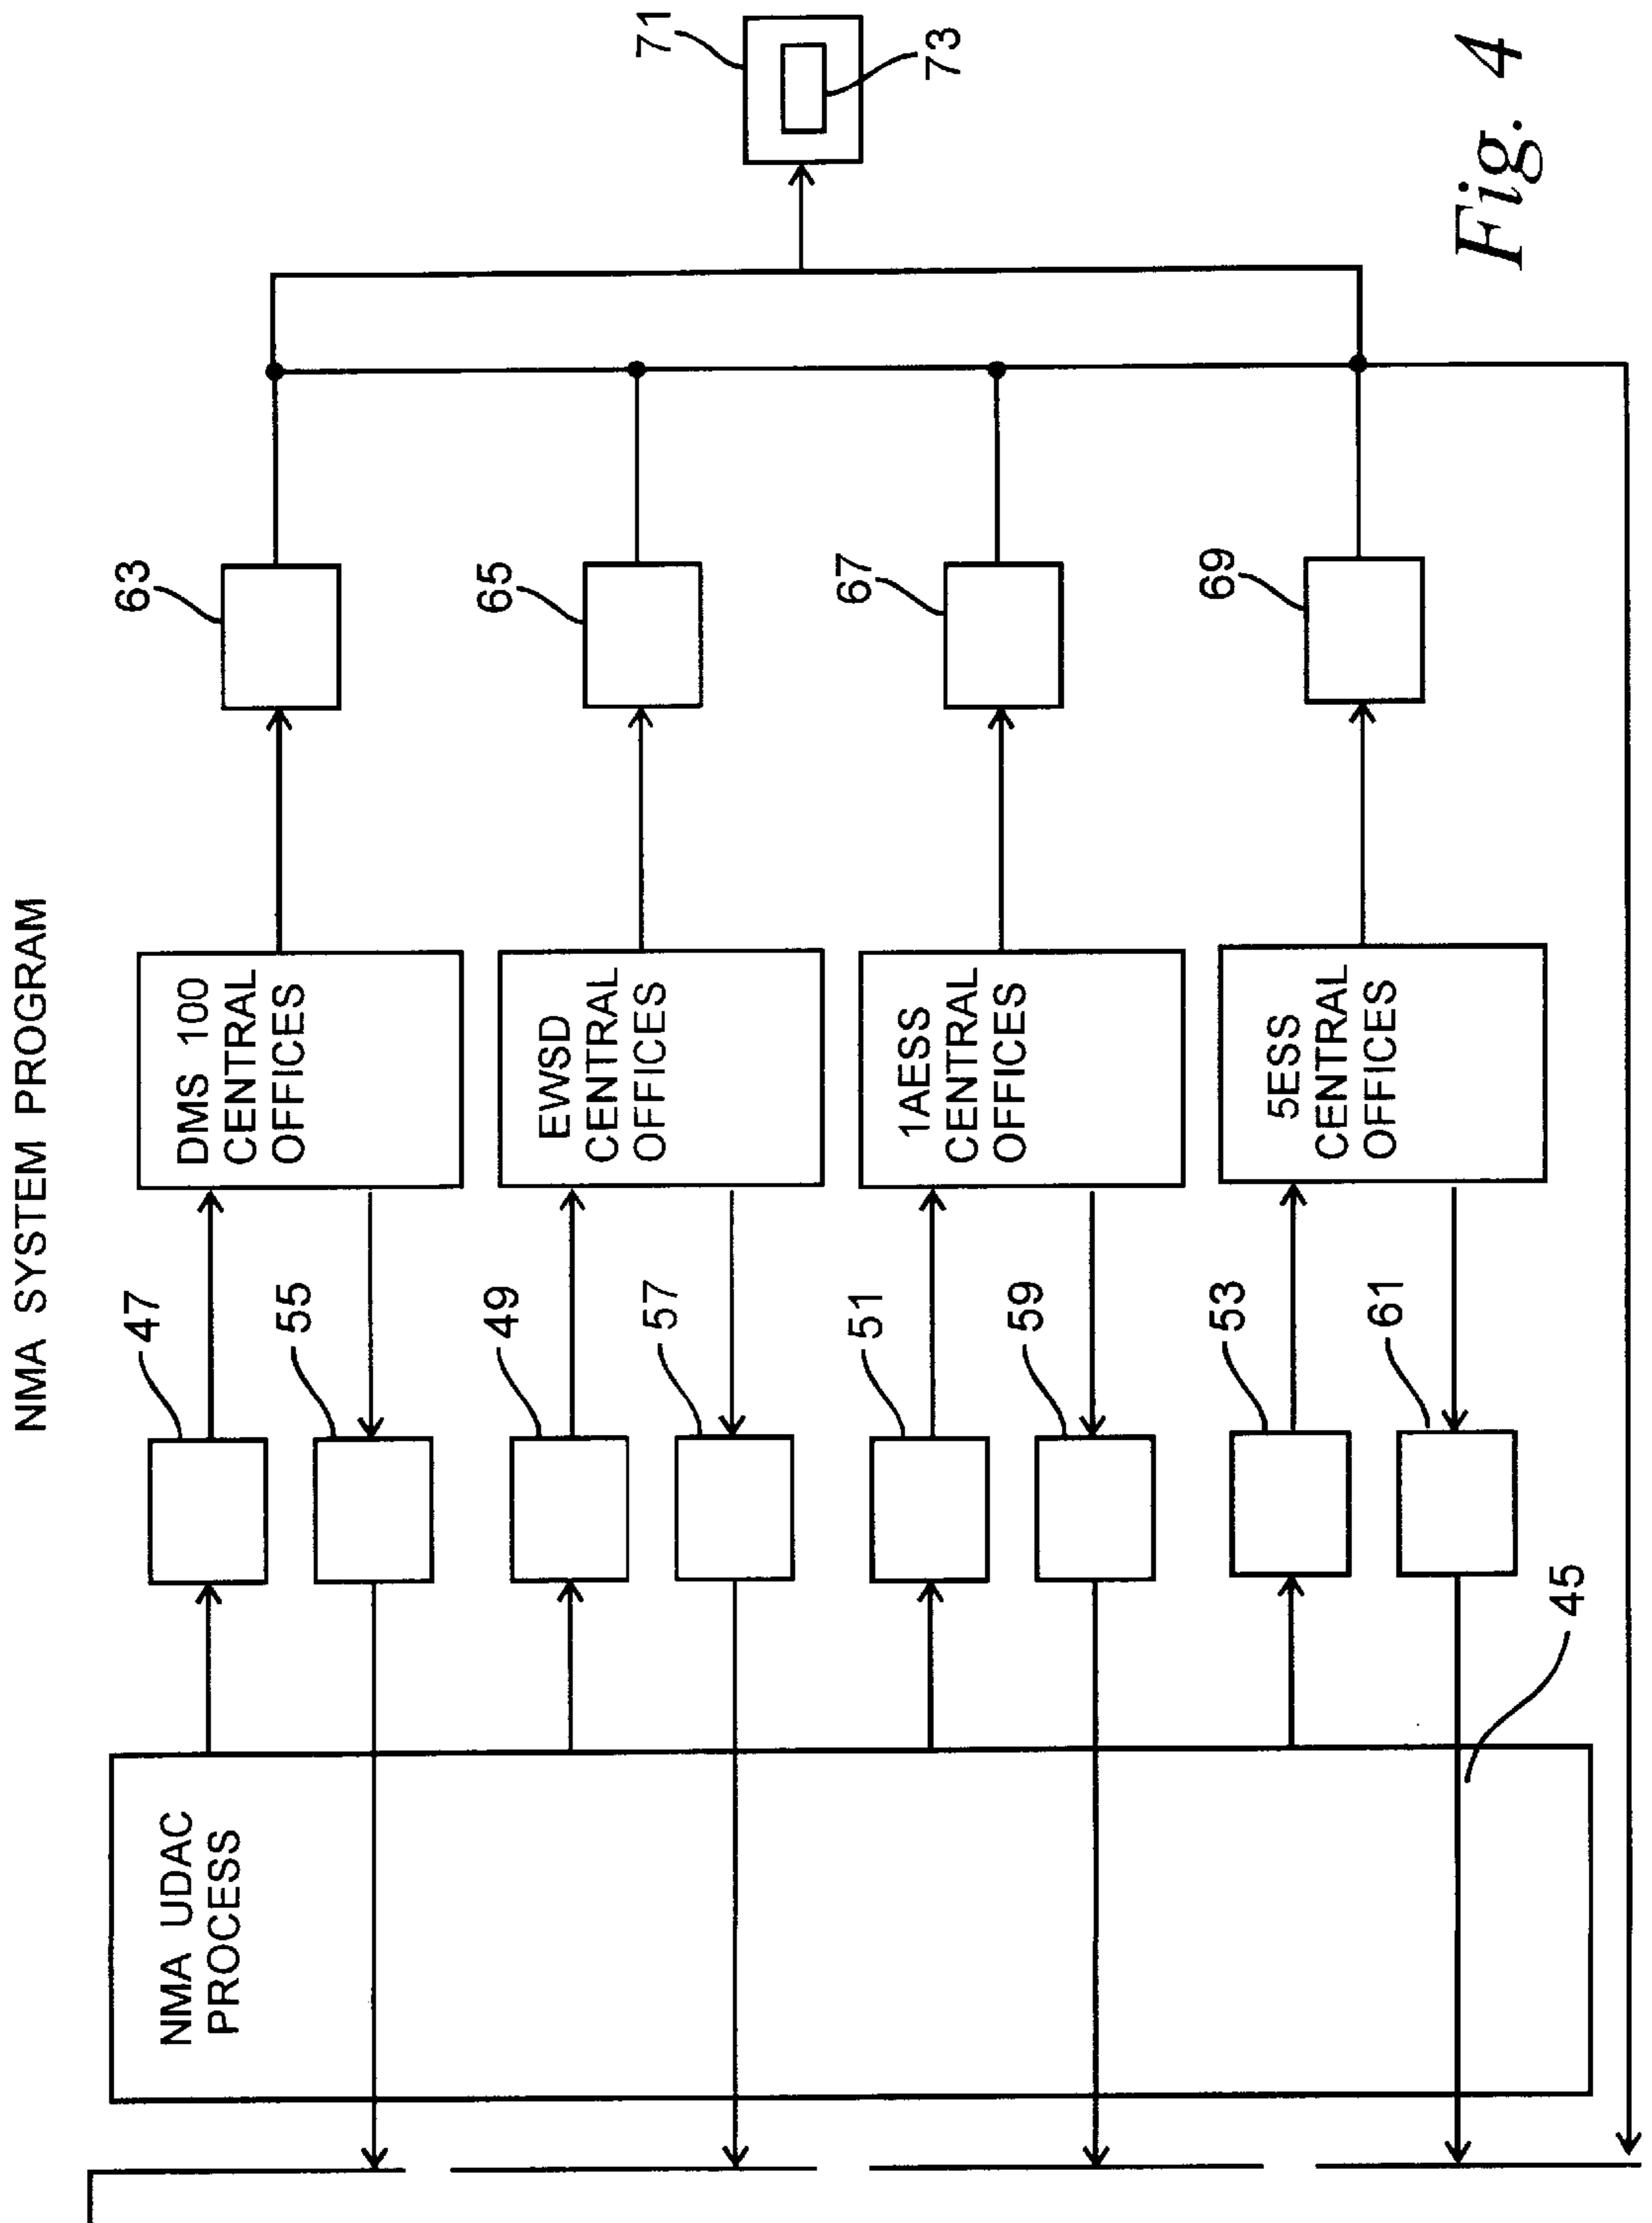 NMA SYSTEM PROGRAM
NMA UDAC
PROCESS
45
47
55
49
57
51
59
53
61
DMS 100
CENTRAL
OFFICES
EWSD
CENTRAL
OFFICES
1AESS
CENTRAL
OFFICES
5ESS
CENTRAL
OFFICES
63
65
67
69
71
73
Fig. 4